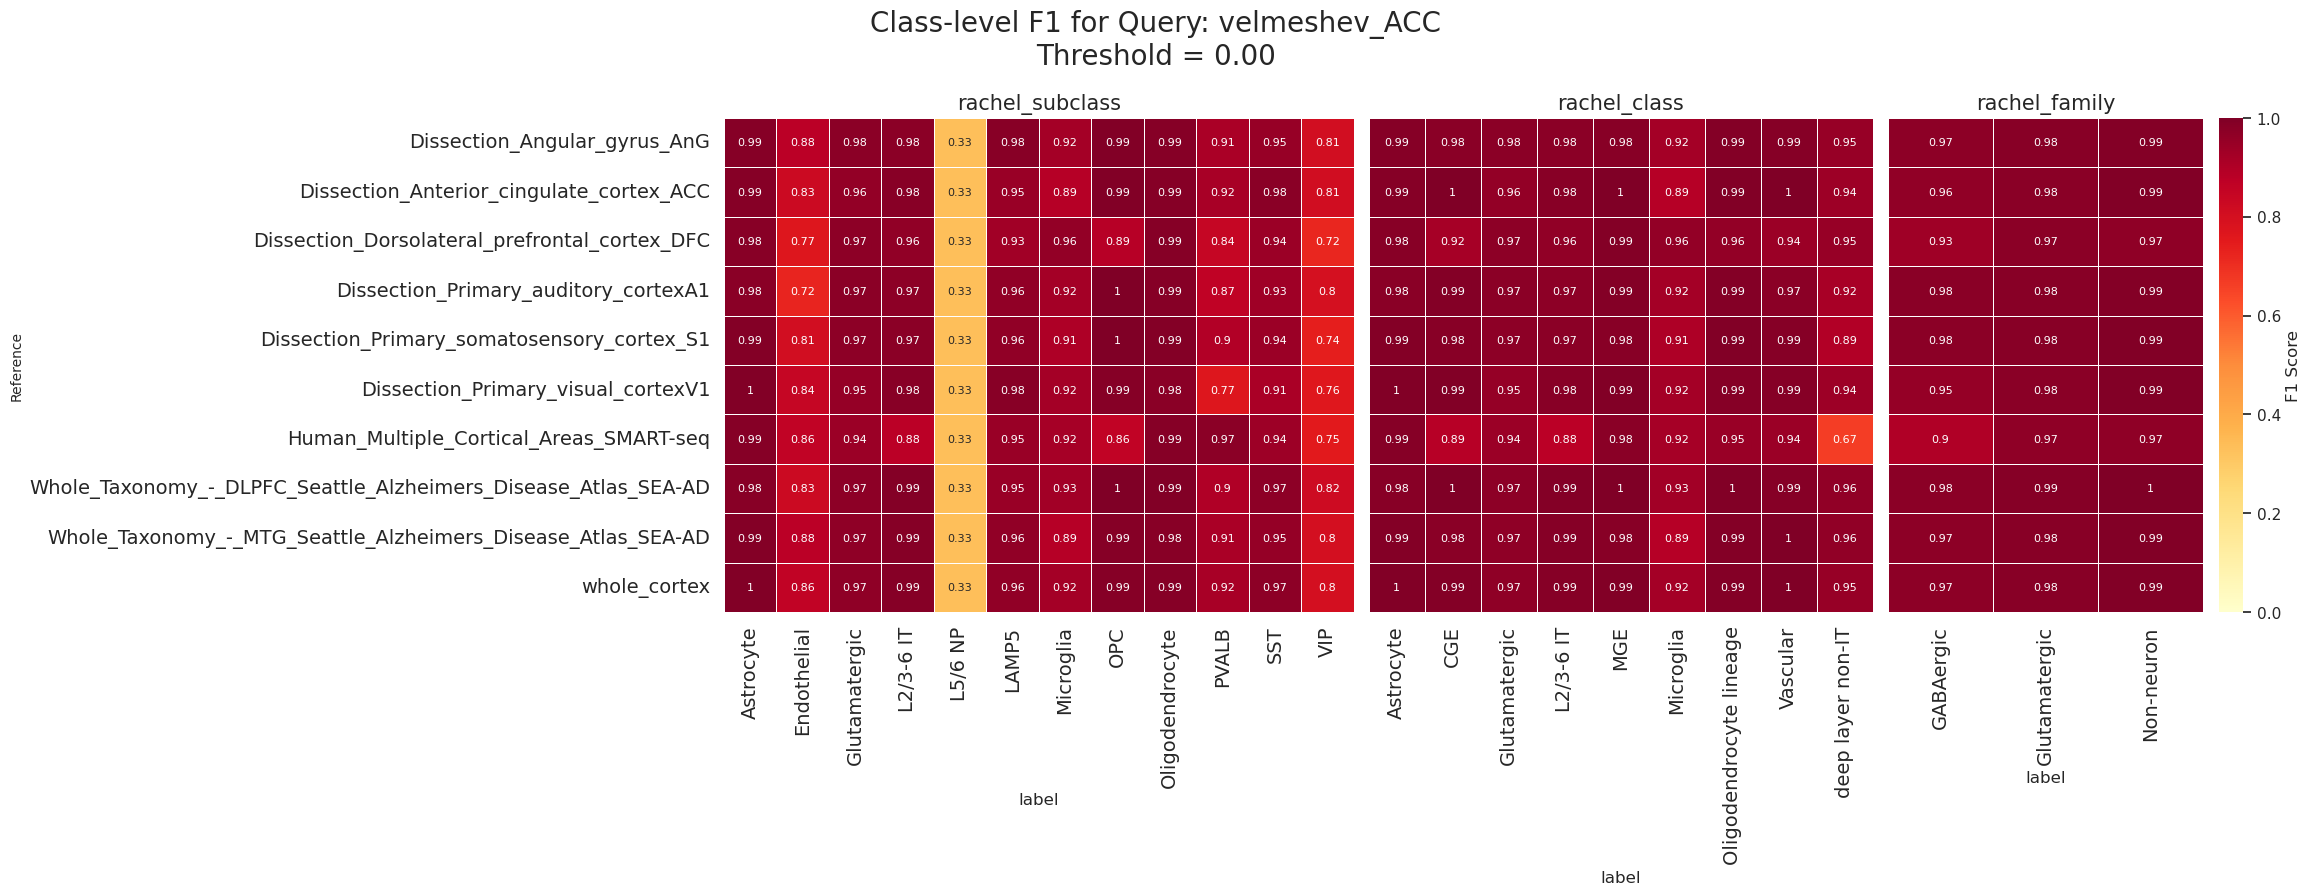 Class-level F1 for Query: velmeshev_ACC
Threshold = 0.00
rachel_subclass rachel_class rachel_family
Reference
Dissection_Angular_gyrus_AnG 0.99 0.88 0.98 0.98 0.33 0.98 0.92 0.99 0.99 0.91 0.95 0.81 0.99 0.98 0.98 0.98 0.98 0.92 0.99 0.99 0.95 0.97 0.98 0.99
Dissection_Anterior_cingulate_cortex_ACC 0.99 0.83 0.96 0.98 0.33 0.95 0.89 0.99 0.99 0.92 0.98 0.81 0.99 1 0.96 0.98 1 0.89 0.99 1 0.94 0.96 0.98 0.99
Dissection_Dorsolateral_prefrontal_cortex_DFC 0.98 0.77 0.97 0.96 0.33 0.93 0.96 0.89 0.99 0.84 0.94 0.72 0.98 0.92 0.97 0.96 0.99 0.96 0.96 0.94 0.95 0.93 0.97 0.97
Dissection_Primary_auditory_cortexA1 0.98 0.72 0.97 0.97 0.33 0.96 0.92 1 0.99 0.87 0.93 0.8 0.98 0.99 0.97 0.97 0.99 0.92 0.99 0.97 0.92 0.98 0.98 0.99
Dissection_Primary_somatosensory_cortex_S1 0.99 0.81 0.97 0.97 0.33 0.96 0.91 1 0.99 0.9 0.94 0.74 0.99 0.98 0.97 0.97 0.98 0.91 0.99 0.99 0.89 0.98 0.98 0.99
Dissection_Primary_visual_cortexV1 1 0.84 0.95 0.98 0.33 0.98 0.92 0.99 0.98 0.77 0.91 0.76 1 0.99 0.95 0.98 0.99 0.92 0.99 0.99 0.94 0.95 0.98 0.99
Human_Multiple_Cortical_Areas_SMART-seq 0.99 0.86 0.94 0.88 0.33 0.95 0.92 0.86 0.99 0.97 0.94 0.75 0.99 0.89 0.94 0.88 0.98 0.92 0.95 0.94 0.67 0.9 0.97 0.97
Whole_Taxonomy_-_DLPFC_Seattle_Alzheimers_Disease_Atlas_SEA-AD 0.98 0.83 0.97 0.99 0.33 0.95 0.93 1 0.99 0.9 0.97 0.82 0.98 1 0.97 0.99 1 0.93 1 0.99 0.96 0.98 0.99 1
Whole_Taxonomy_-_MTG_Seattle_Alzheimers_Disease_Atlas_SEA-AD 0.99 0.88 0.97 0.99 0.33 0.96 0.89 0.99 0.98 0.91 0.95 0.8 0.99 0.98 0.97 0.99 0.98 0.89 0.99 1 0.96 0.97 0.98 0.99
whole_cortex 1 0.86 0.97 0.99 0.33 0.96 0.92 0.99 0.99 0.92 0.97 0.8 1 0.99 0.97 0.99 0.99 0.92 0.99 1 0.95 0.97 0.98 0.99
Astrocyte
Endothelial
Glutamatergic
L2/3-6 IT
L5/6 NP
LAMP5
Microglia
OPC
Oligodendrocyte
PVALB
SST
VIP
label
Astrocyte
CGE
Glutamatergic
L2/3-6 IT
MGE
Microglia
Oligodendrocyte lineage
Vascular
deep layer non-IT
label
GABAergic
Glutamatergic
Non-neuron
label
1.0
0.8
0.6
0.4
0.2
0.0
F1 Score